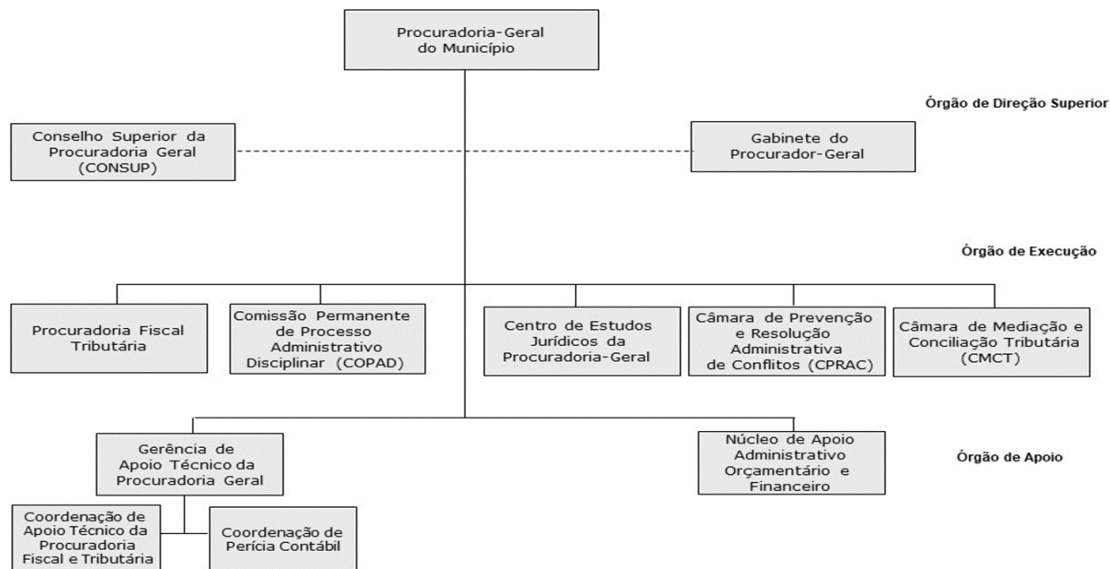 Procuradoria-Geral
do Município
Órgão de Direção Superior
Conselho Superior da
Procuradoria Geral
(CONSUP)
Gabinete do
Procurador-Geral
Órgão de Execução
Procuradoria Fiscal
Tributária
Comissão Permanente
de Processo
Administrativo
Disciplinar (COPAD)
Centro de Estudos
Jurídicos da
Procuradoria-Geral
Câmara de Prevenção
e Resolução
Administrativa
de Conflitos (CPRAC)
Câmara de Mediação e
Conciliação Tributária
(CMCT)
Gerência de
Apoio Técnico da
Procuradoria Geral
Núcleo de Apoio
Administrativo
Orçamentário e
Financeiro
Órgão de Apoio
Coordenação de
Apoio Técnico da
Procuradoria
Fiscal e Tributária
Coordenação de
Perícia Contábil